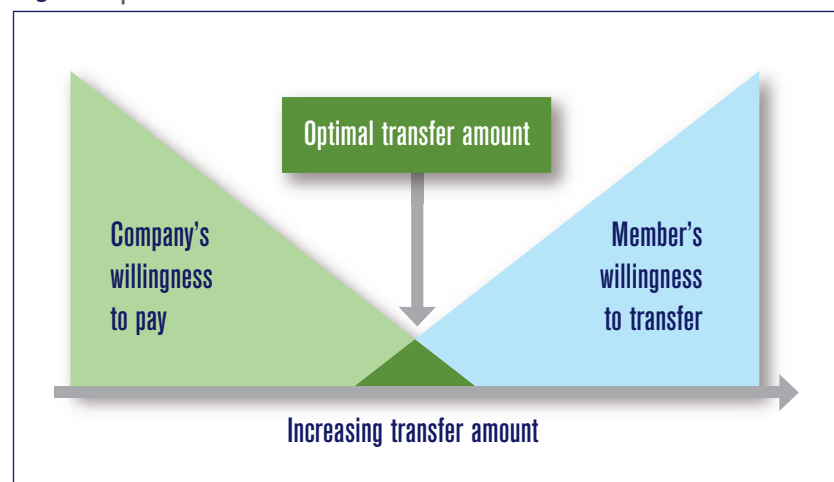 Optimal transfer amount
Company's
willingness
to pay
Member's
willingness
to transfer
Increasing transfer amount